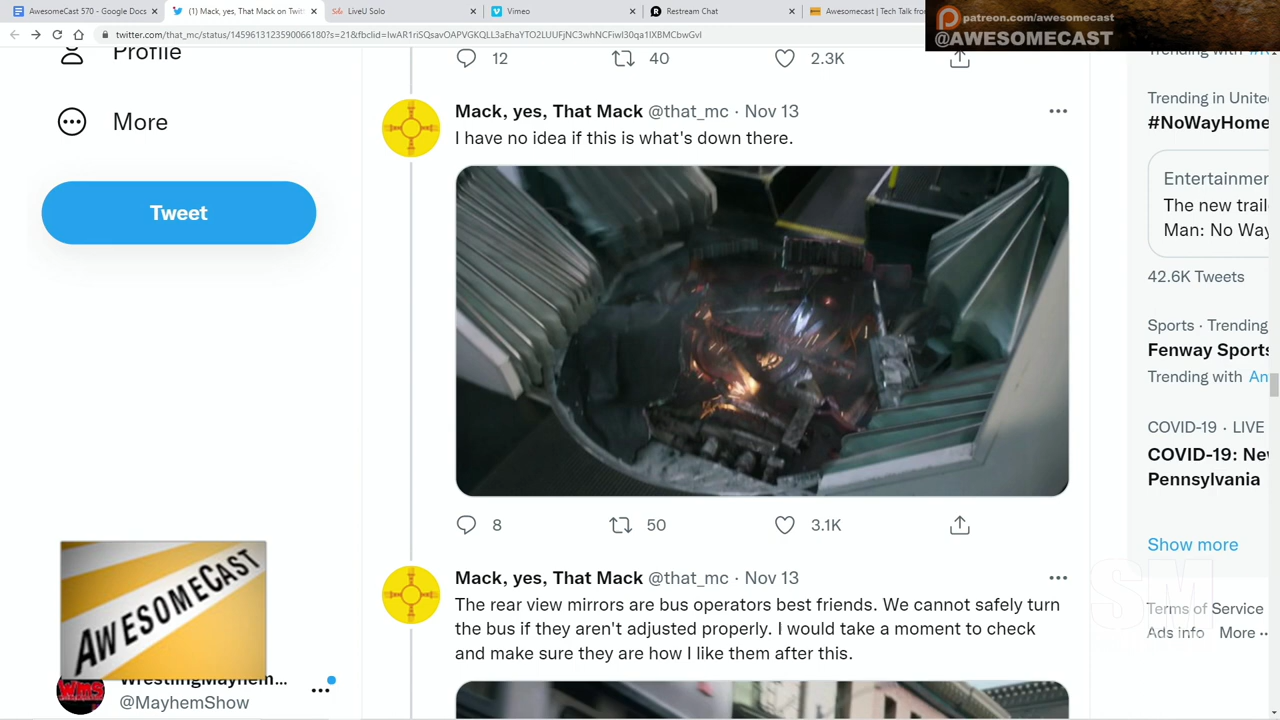 AwesomeCast 570 - Google Docs
(1) Mack, yes, That Mack on Twit
LiveU Solo
Vimeo
Restream Chat
Awesomecast | Tech Talk fro
patreon.com/awesomecast
@AWESOMECAST
Profile
More
Tweet
12
40
2.3K
Mack, yes, That Mack @that_mc · Nov 13
I have no idea if this is what's down there.
8
50
3.1K
Mack, yes, That Mack @that_mc · Nov 13
The rear view mirrors are bus operators best friends. We cannot safely turn
the bus if they aren't adjusted properly. I would take a moment to check
and make sure they are how I like them after this.
Trending in Unite
#NoWayHome
Entertainmen
The new trail
Man: No Way
42.6K Tweets
Sports · Trending
Fenway Sports
Trending with An
COVID-19 · LIVE
COVID-19: Nev
Pennsylvania
Show more
Terms of Service
Ads info More ··
SM
AWESOMECAST
WMS
WrestlingMayhem...
@MayhemShow